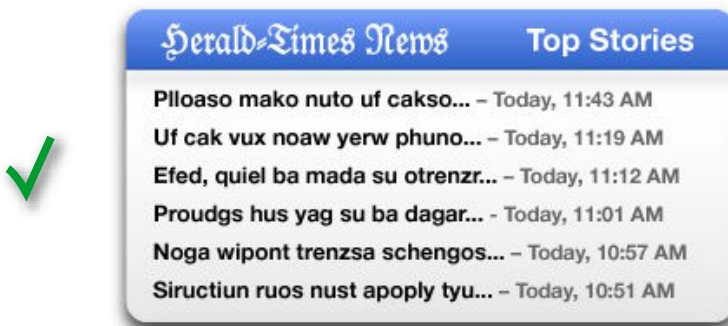 Herald-Times News Top Stories
Plloaso mako nuto uf cakso... – Today, 11:43 AM
Uf cak vux noaw yerw phuno... – Today, 11:19 AM
Efed, quiel ba mada su otrenzr... – Today, 11:12 AM
Proudgs hus yag su ba dagar... - Today, 11:01 AM
Noga wipont trenzsa schengos... – Today, 10:57 AM
Siructiun ruos nust apoply tyu... – Today, 10:51 AM